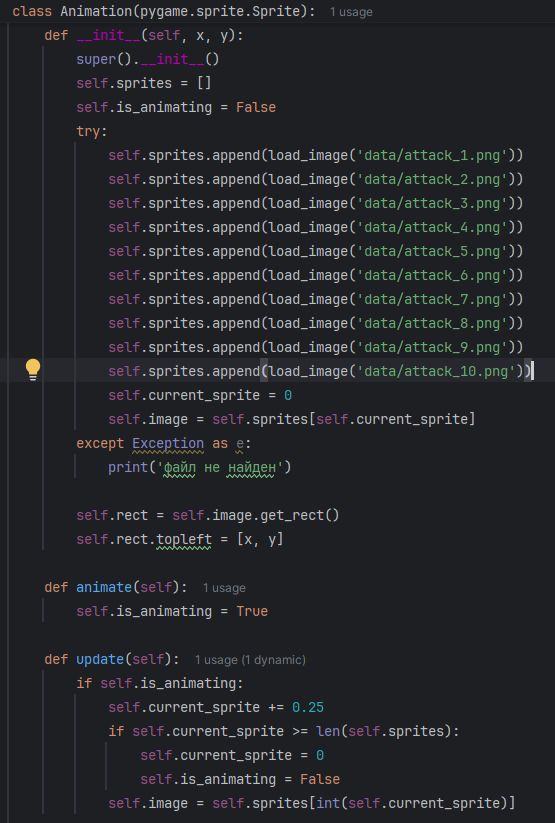 class Animation(pygame.sprite.Sprite): 1 usage
    def __init__(self, x, y):
        super().__init__()
        self.sprites = []
        self.is_animating = False
        try:
            self.sprites.append(load_image('data/attack_1.png'))
            self.sprites.append(load_image('data/attack_2.png'))
            self.sprites.append(load_image('data/attack_3.png'))
            self.sprites.append(load_image('data/attack_4.png'))
            self.sprites.append(load_image('data/attack_5.png'))
            self.sprites.append(load_image('data/attack_6.png'))
            self.sprites.append(load_image('data/attack_7.png'))
            self.sprites.append(load_image('data/attack_8.png'))
            self.sprites.append(load_image('data/attack_9.png'))
            self.sprites.append(load_image('data/attack_10.png'))
            self.current_sprite = 0
            self.image = self.sprites[self.current_sprite]
        except Exception as e:
            print('файл не найден')

        self.rect = self.image.get_rect()
        self.rect.topleft = [x, y]

    def animate(self): 1 usage
        self.is_animating = True

    def update(self): 1 usage (1 dynamic)
        if self.is_animating:
            self.current_sprite += 0.25
            if self.current_sprite >= len(self.sprites):
                self.current_sprite = 0
                self.is_animating = False
            self.image = self.sprites[int(self.current_sprite)]